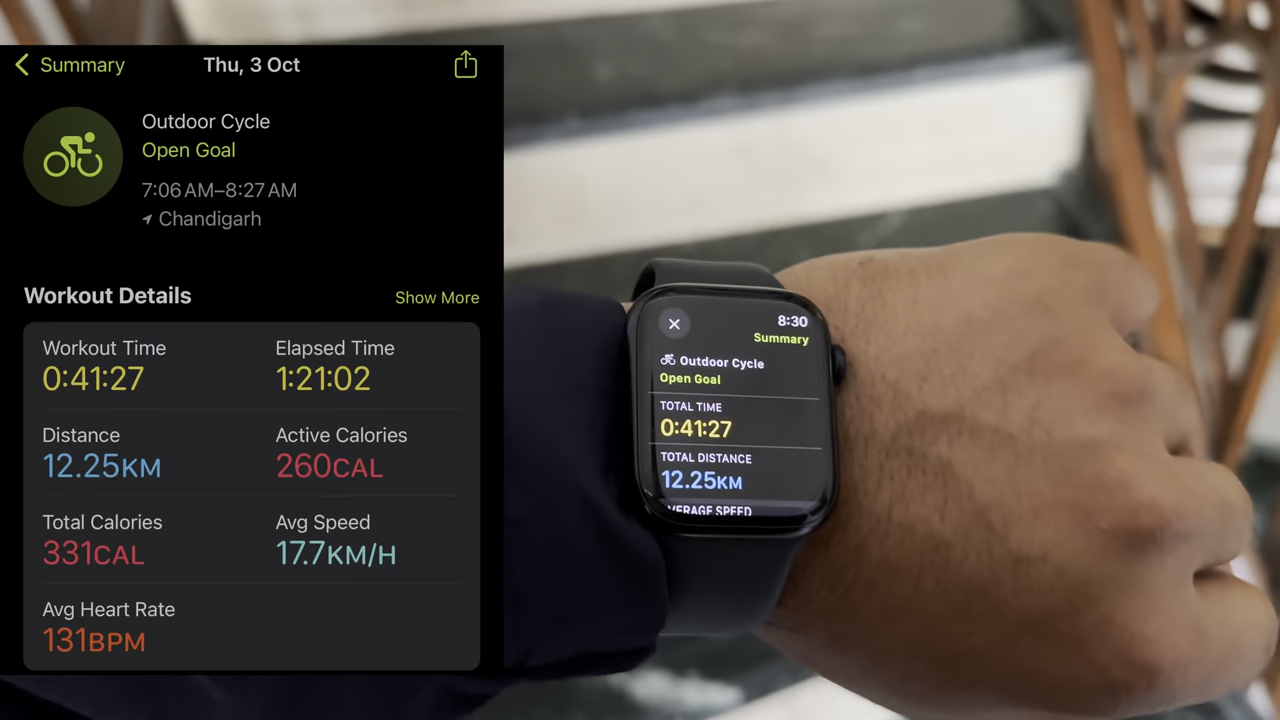 Summary
Thu, 3 Oct
Outdoor Cycle
Open Goal
7:06 AM–8:27 AM
Chandigarh
Workout Details
Show More
Workout Time
Elapsed Time
0:41:27
1:21:02
Distance
Active Calories
12.25KM
260CAL
Total Calories
Avg Speed
331CAL
17.7KM/H
Avg Heart Rate
131BPM
8:30
Summary
Outdoor Cycle
Open Goal
TOTAL TIME
0:41:27
TOTAL DISTANCE
12.25KM
AVERAGE SPEED